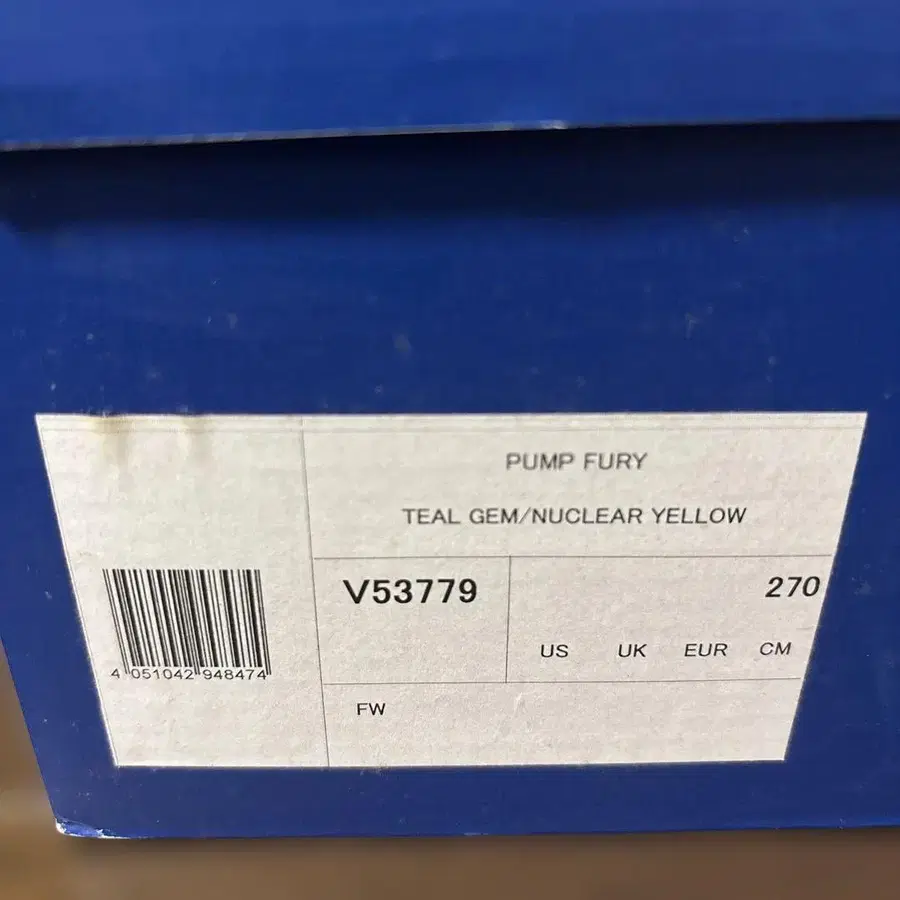 PUMP FURY
TEAL GEM/NUCLEAR YELLOW
V53779
270
US UK EUR CM
4 051042 948474
FW